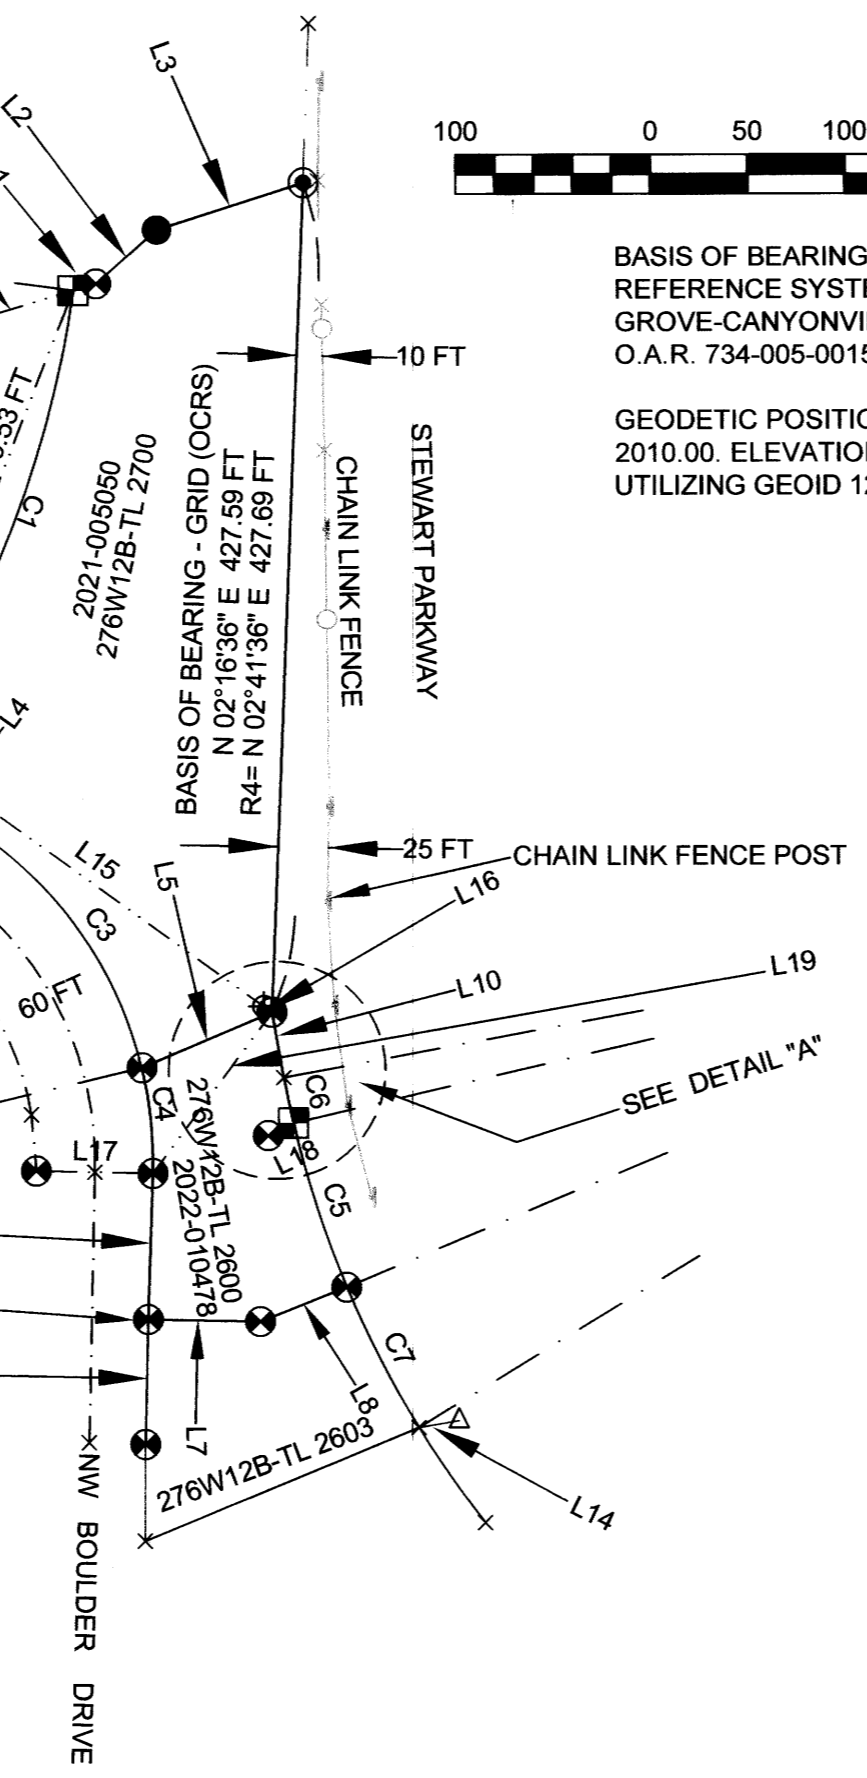 L3
L2
100
0
50
100
BASIS OF BEARING
REFERENCE SYSTE
GROVE-CANYONVI
O.A.R. 734-005-0015
GEODETIC POSITIO
2010.00. ELEVATIO
UTILIZING GEOID 12
10 FT
.53 FT
C1
2021-005050
276W12B-TL 2700
BASIS OF BEARING - GRID (OCRS)
N 02°16'36" E 427.59 FT
R4= N 02°41'36" E 427.69 FT
CHAIN LINK FENCE
STEWART PARKWAY
L4
25 FT
CHAIN LINK FENCE POST
L15
L5
L16
C3
L19
L10
60 FT
SEE DETAIL "A"
C6
C4
L17
L18
276W12B-TL 2600
2022-010478
C5
C7
L8
L7
276W12B-TL 2603
L14
NW BOULDER DRIVE